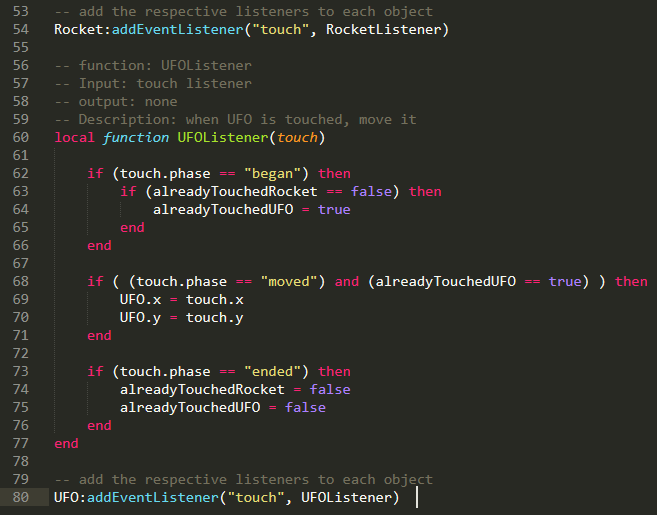 53 -- add the respective listeners to each object
54 Rocket:addEventListener("touch", RocketListener)
55
56 -- function: UFOListener
57 -- Input: touch listener
58 -- output: none
59 -- Description: when UFO is touched, move it
60 local function UFOListener(touch)
61
62     if (touch.phase == "began") then
63         if (alreadyTouchedRocket == false) then
64             alreadyTouchedUFO = true
65         end
66     end
67
68     if ( (touch.phase == "moved") and (alreadyTouchedUFO == true) ) then
69         UFO.x = touch.x
70         UFO.y = touch.y
71     end
72
73     if (touch.phase == "ended") then
74         alreadyTouchedRocket = false
75         alreadyTouchedUFO = false
76     end
77 end
78
79 -- add the respective listeners to each object
80 UFO:addEventListener("touch", UFOListener)